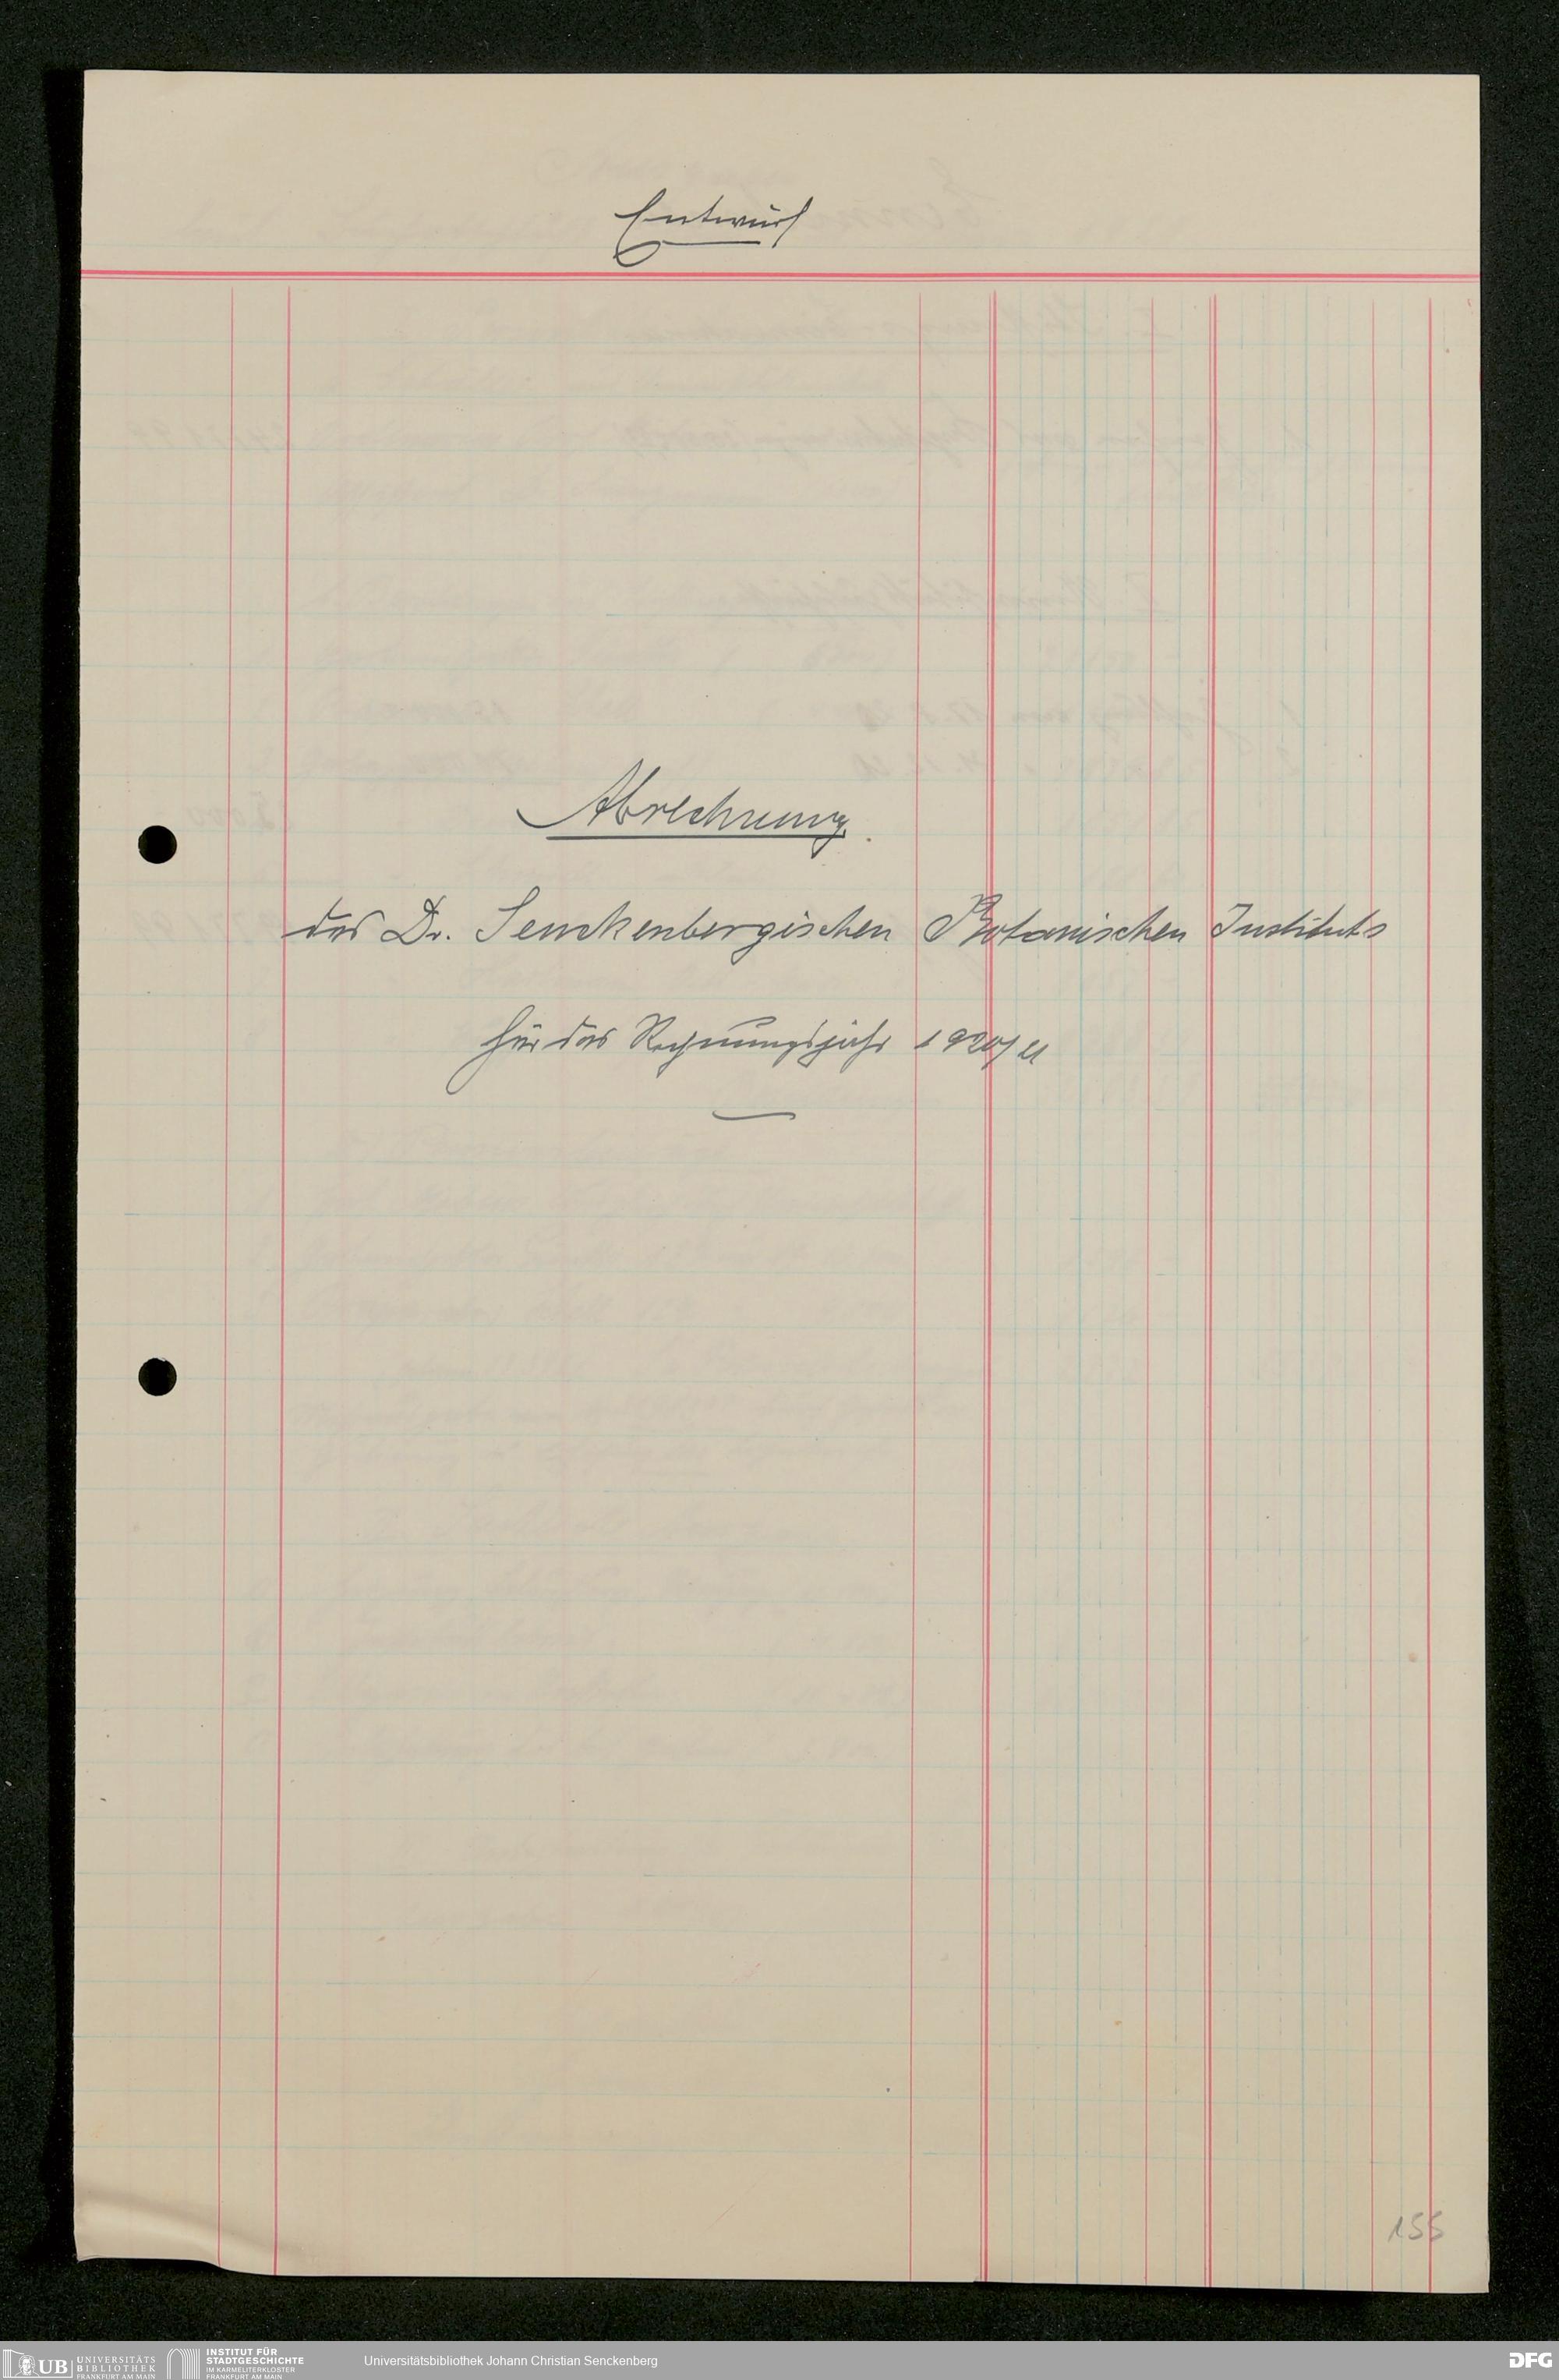 Entwurf
Abrechnung
des Dr. Senckenbergischen Botanischen Instituts
für das Rechnungsjahr 1920/21
155
UB UNIVERSITÄTS BIBLIOTHEK FRANKFURT AM MAIN
INSTITUT FÜR STADTGESCHICHTE IM KARMELITERKLOSTER FRANKFURT AM MAIN
Universitätsbibliothek Johann Christian Senckenberg
DFG